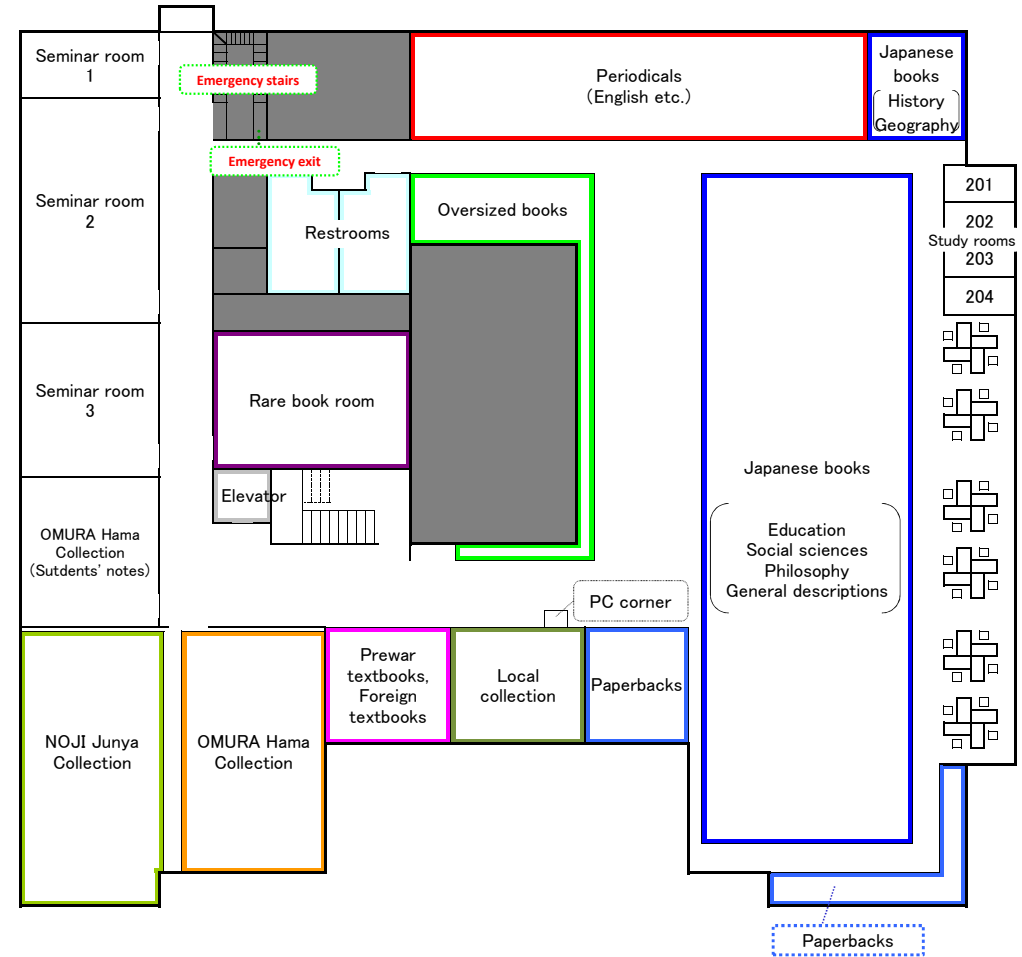 Seminar room
1
Emergency stairs
Periodicals
(English etc.)
Japanese
books
History
Geography
Emergency exit
Seminar room
2
Restrooms
Oversized books
201
202
Study rooms
203
204
Seminar room
3
Rare book room
Elevator
Japanese books
Education
Social sciences
Philosophy
General descriptions
OMURA Hama
Collection
(Sutdents' notes)
PC corner
Prewar
textbooks,
Foreign
textbooks
Local
collection
Paperbacks
NOJI Junya
Collection
OMURA Hama
Collection
Paperbacks